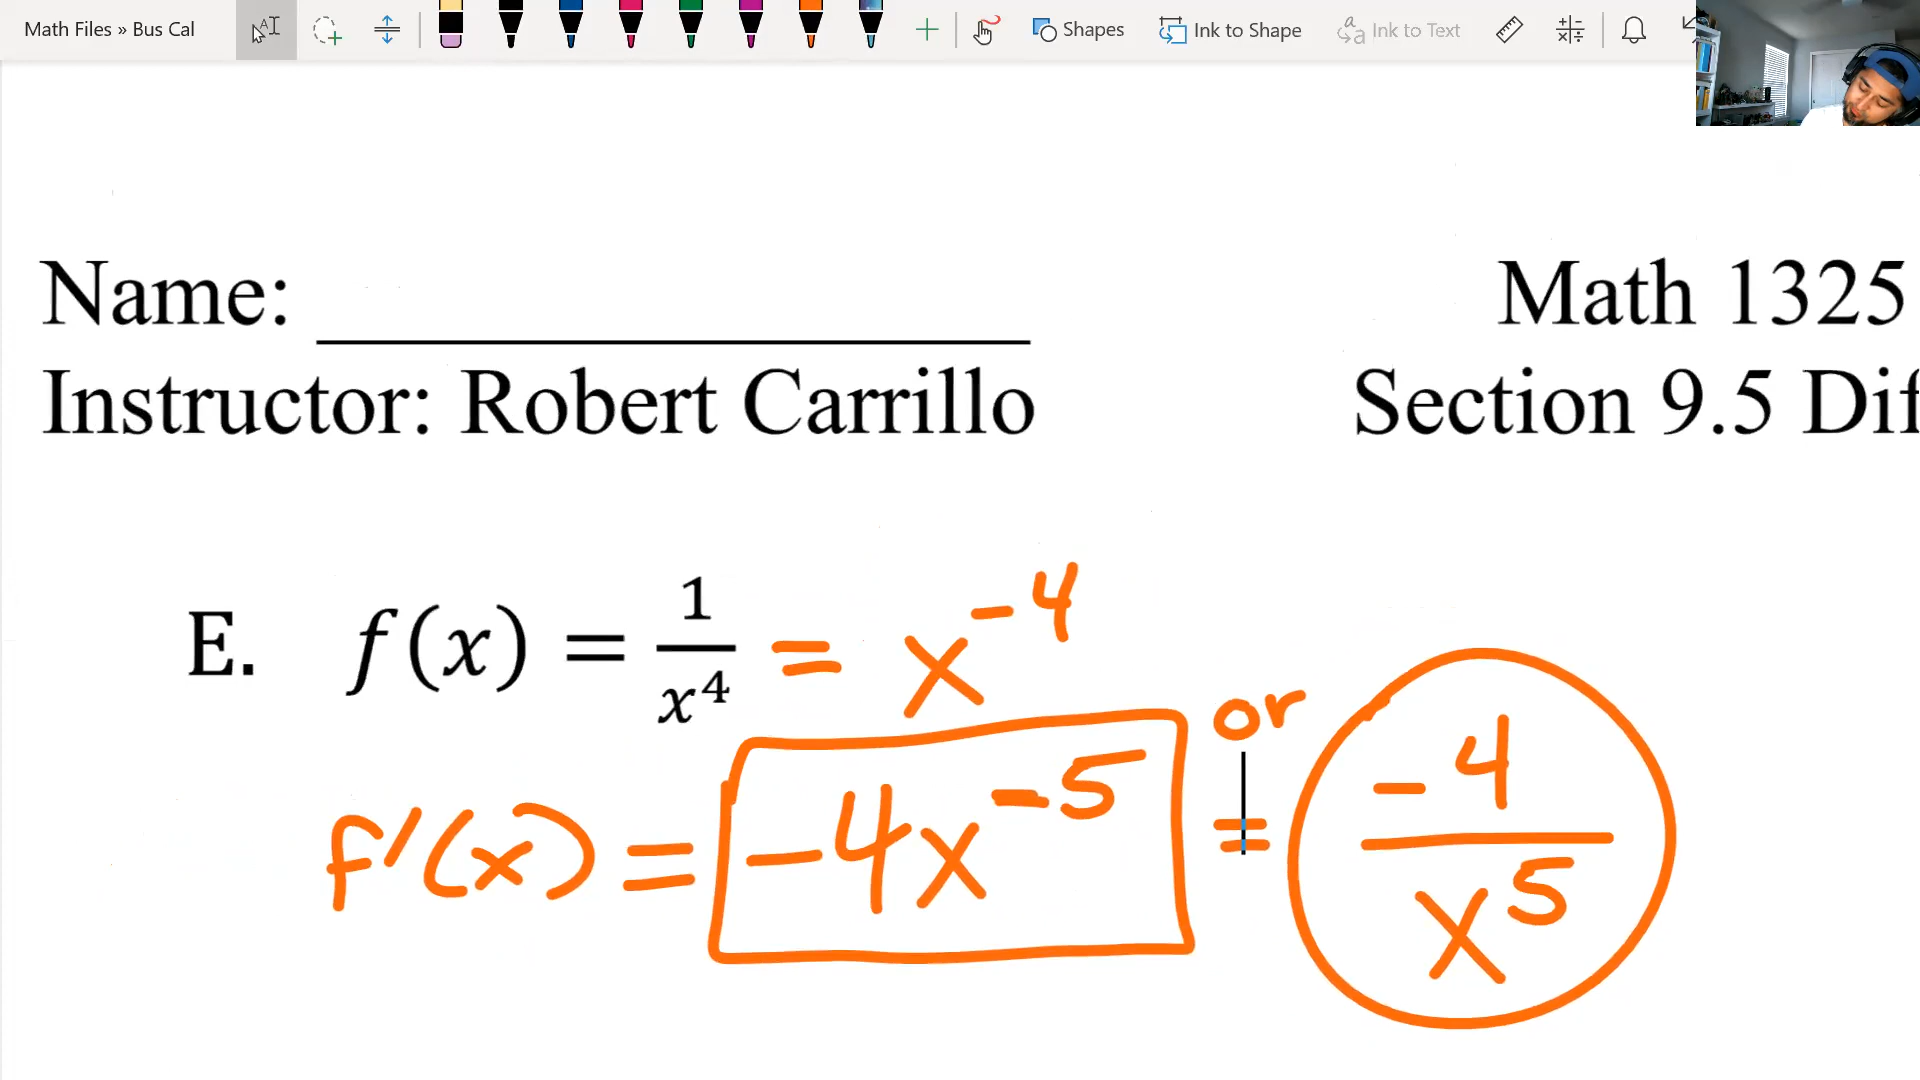 Math Files » Bus Cal Shapes Ink to Shape Ink to Text
Name: ____________________ Math 1325
Instructor: Robert Carrillo Section 9.5 Dif
E. f(x) = 1/x⁴ = x⁻⁴
f'(x) = -4x⁻⁵ or = -4/x⁵